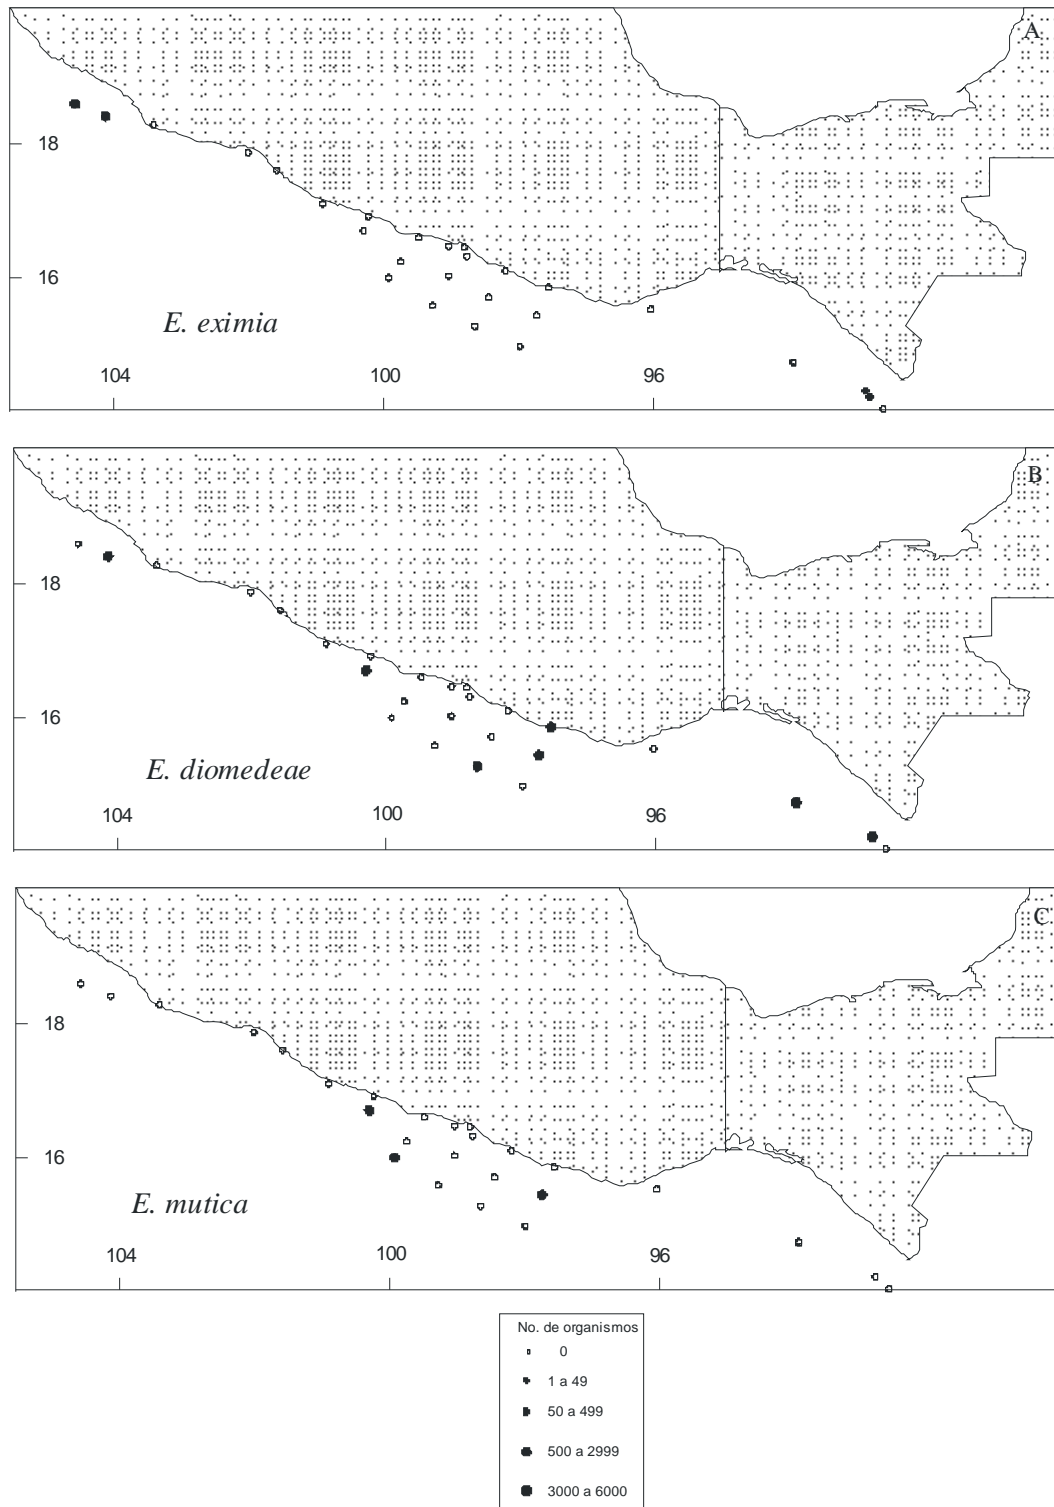 A
18
16
E. eximia
104
100
96
B
18
16
E. diomedeae
104
100
96
C
18
16
E. mutica
104
100
96
No. de organismos
0
1 a 49
50 a 499
500 a 2999
3000 a 6000